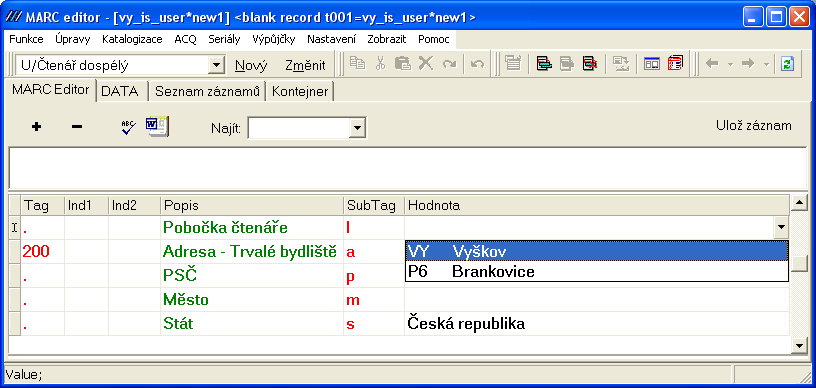 MARC editor - [vy_is_user*new1] <blank record t001=vy_is_user*new1>
Funkce Úpravy Katalogizace ACQ Seriály Výpůjčky Nastavení Zobrazit Pomoc
U/Čtenář dospělý Nový Změnit
MARC Editor DATA Seznam záznamů Kontejner
+ - ABC W Najít: Ulož záznam
Tag Ind1 Ind2 Popis SubTag Hodnota
. Pobočka čtenáře l
200 Adresa - Trvalé bydliště a VY Vyškov
. PSČ p P6 Brankovice
. Město m
. Stát s Česká republika
Value;